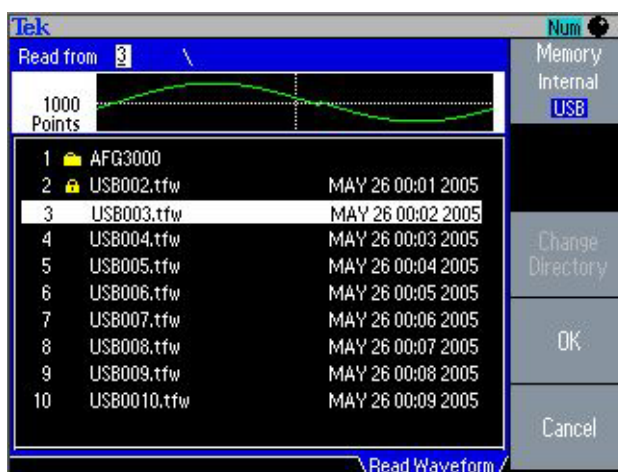 Tek
Num
Read from 3 \
Memory
Internal
USB
1000
Points
1 AFG3000
2 USB002.tfw MAY 26 00:01 2005
3 USB003.tfw MAY 26 00:02 2005
4 USB004.tfw MAY 26 00:03 2005
5 USB005.tfw MAY 26 00:04 2005
6 USB006.tfw MAY 26 00:05 2005
7 USB007.tfw MAY 26 00:06 2005
8 USB008.tfw MAY 26 00:07 2005
9 USB009.tfw MAY 26 00:08 2005
10 USB0010.tfw MAY 26 00:09 2005
Change
Directory
OK
Cancel
Read Waveform